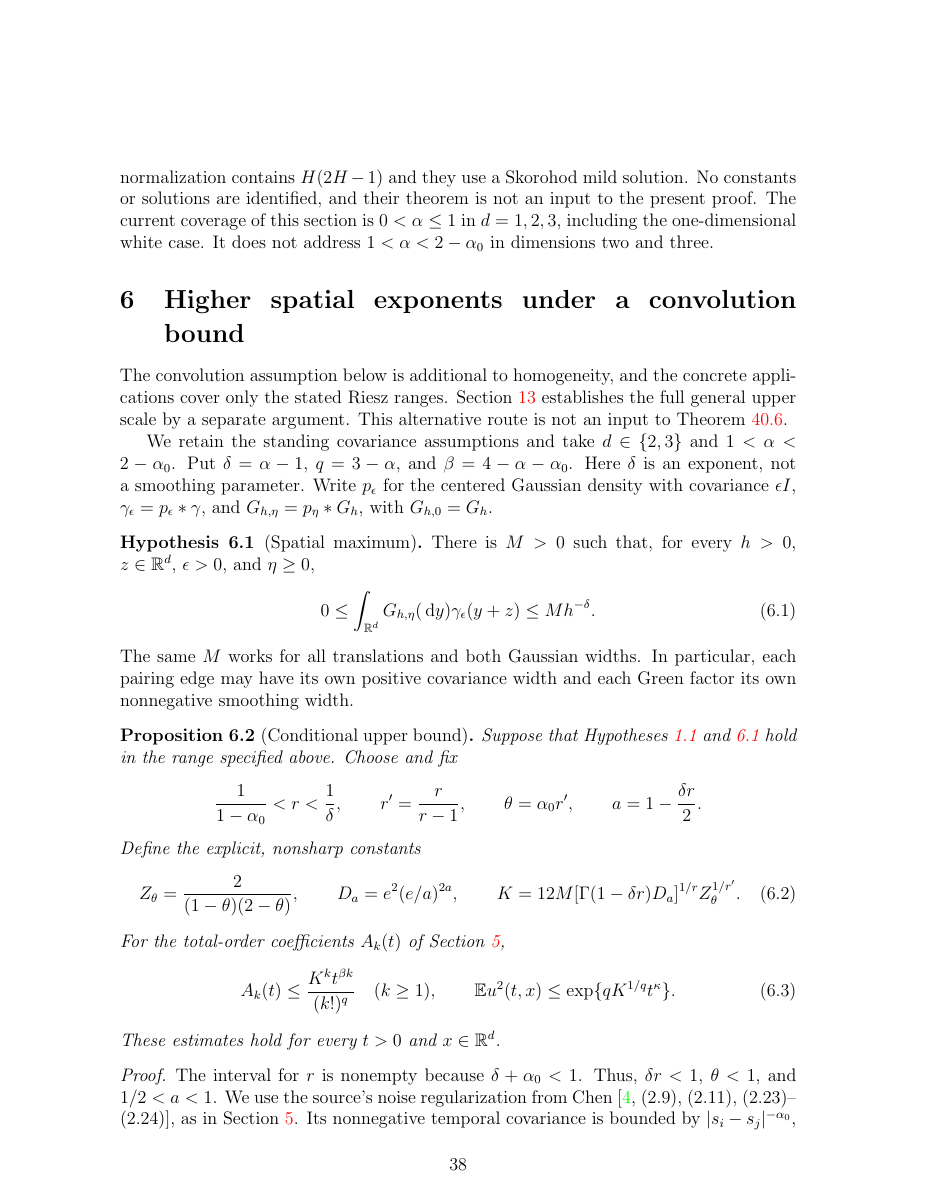 normalization contains H(2H − 1) and they use a Skorohod mild solution. No constants
or solutions are identified, and their theorem is not an input to the present proof. The
current coverage of this section is 0 < α ≤ 1 in d = 1, 2, 3, including the one-dimensional
white case. It does not address 1 < α < 2 − α₀ in dimensions two and three.
6 Higher spatial exponents under a convolution
bound
The convolution assumption below is additional to homogeneity, and the concrete appli-
cations cover only the stated Riesz ranges. Section 13 establishes the full general upper
scale by a separate argument. This alternative route is not an input to Theorem 40.6.
We retain the standing covariance assumptions and take d ∈ {2, 3} and 1 < α <
2 − α₀. Put δ = α − 1, q = 3 − α, and β = 4 − α − α₀. Here δ is an exponent, not
a smoothing parameter. Write p_ϵ for the centered Gaussian density with covariance ϵI,
γ_ϵ = p_ϵ ∗ γ, and G_{h,η} = p_η ∗ G_h, with G_{h,0} = G_h.
Hypothesis 6.1 (Spatial maximum). There is M > 0 such that, for every h > 0,
z ∈ ℝ^d, ϵ > 0, and η ≥ 0,
0 ≤ ∫_{ℝ^d} G_{h,η}( dy)γ_ϵ(y + z) ≤ Mh^{−δ}. (6.1)
The same M works for all translations and both Gaussian widths. In particular, each
pairing edge may have its own positive covariance width and each Green factor its own
nonnegative smoothing width.
Proposition 6.2 (Conditional upper bound). Suppose that Hypotheses 1.1 and 6.1 hold
in the range specified above. Choose and fix
1/(1 − α₀) < r < 1/δ, r′ = r/(r − 1), θ = α₀r′, a = 1 − δr/2.
Define the explicit, nonsharp constants
Z_θ = 2/((1 − θ)(2 − θ)), D_a = e²(e/a)^{2a}, K = 12M[Γ(1 − δr)D_a]^{1/r} Z_θ^{1/r′}. (6.2)
For the total-order coefficients A_k(t) of Section 5,
A_k(t) ≤ K^k t^{βk}/(k!)^q (k ≥ 1), 𝔼u²(t, x) ≤ exp{qK^{1/q}t^κ}. (6.3)
These estimates hold for every t > 0 and x ∈ ℝ^d.
Proof. The interval for r is nonempty because δ + α₀ < 1. Thus, δr < 1, θ < 1, and
1/2 < a < 1. We use the source’s noise regularization from Chen [4, (2.9), (2.11), (2.23)–
(2.24)], as in Section 5. Its nonnegative temporal covariance is bounded by |s_i − s_j|^{−α₀},
38